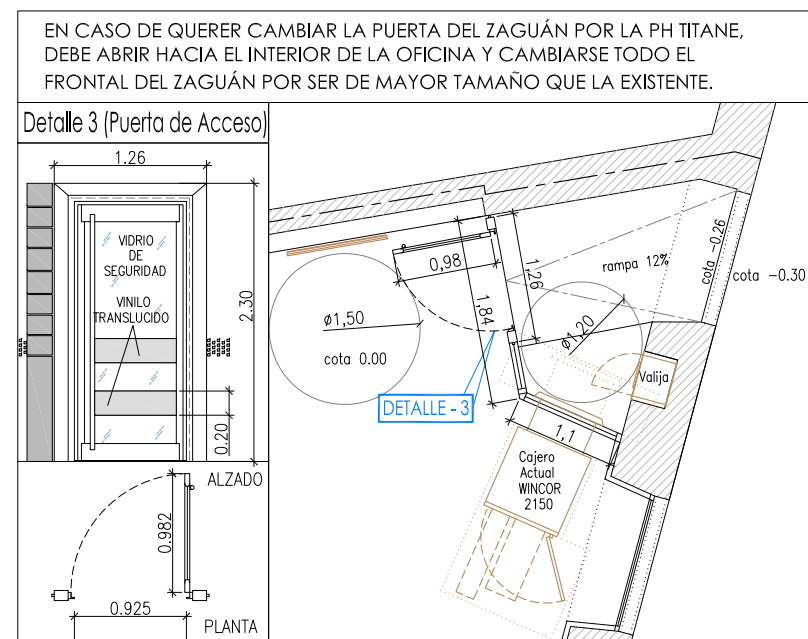 EN CASO DE QUERER CAMBIAR LA PUERTA DEL ZAGUÁN POR LA PH TITANE,
DEBE ABRIR HACIA EL INTERIOR DE LA OFICINA Y CAMBIARSE TODO EL
FRONTAL DEL ZAGUÁN POR SER DE MAYOR TAMAÑO QUE LA EXISTENTE.
Detalle 3 (Puerta de Acceso)
1.26
VIDRIO
DE
SEGURIDAD
VINILO
TRANSLUCIDO
2.30
0.20
ALZADO
0.982
0.925
PLANTA
0,98
1,84
1,26
rampa 12%
cota -0.26
cota -0.30
ø1,50
cota 0.00
ø1,20
DETALLE - 3
Valija
1,1
Cajero
Actual
WINCOR
2150